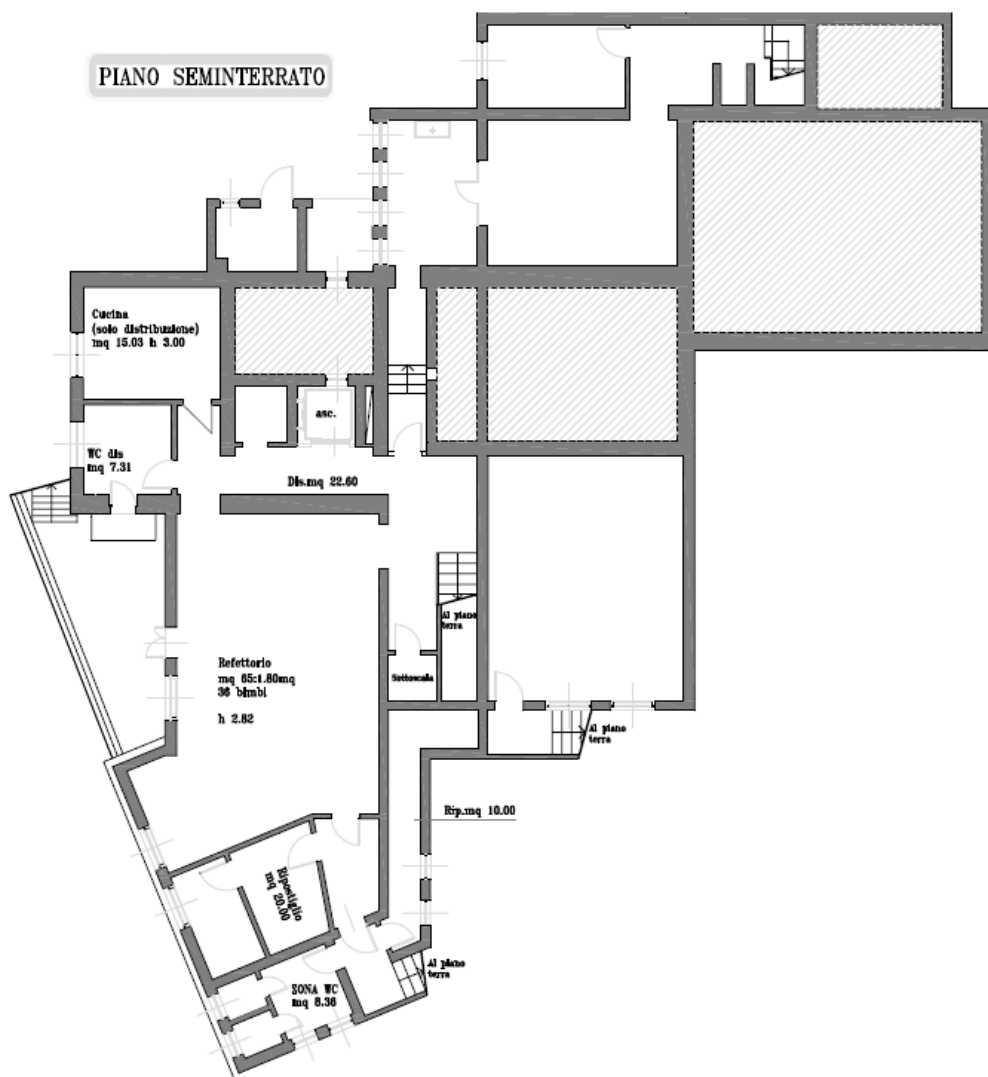 PIANO SEMINTERRATO
Cucina
(solo distribuzione)
mq 15.03 h 3.00
asc.
WC dis
mq 7.31
Dis.mq 22.60
Al piano
terra
Refettorio
mq 65:1.80mq
36 bimbi
h 2.82
Sottoscala
Al piano
terra
Rip.mq 10.00
Ripostiglio
mq 20.00
Al piano
terra
ZONA WC
mq 8.36